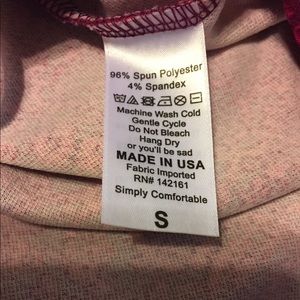 96% Spun Polyester
4% Spandex
Machine Wash Cold
Gentle Cycle
Do Not Bleach
Hang Dry
or you'll be sad
MADE IN USA
Fabric Imported
RN# 142161
Simply Comfortable
S